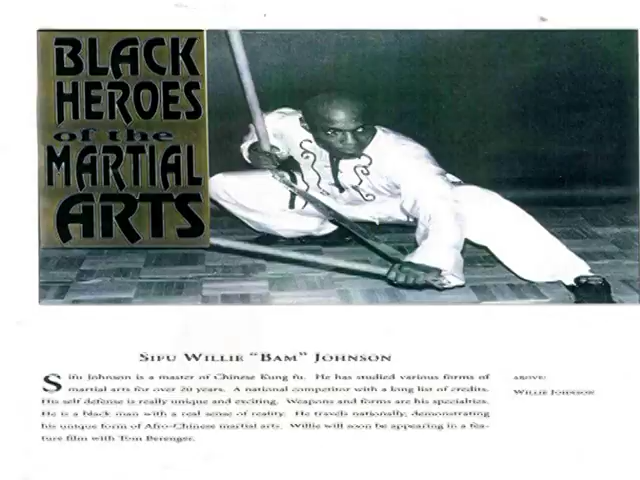 BLACK
HEROES
of the
MARTIAL
ARTS
SIFU WILLIE "BAM" JOHNSON
Sifu Johnson is a master of Chinese Kung fu. He has studied various forms of
martial arts for over 20 years. A national competitor with a long list of credits.
His self defense is really unique and exciting. Weapons and forms are his specialties.
He is a black man with a real sense of reality. He travels nationally, demonstrating
his unique form of Afro-Chinese martial arts. Willie will soon be appearing in a fea-
ture film with Tom Berenger.
ABOVE:
WILLIE JOHNSON